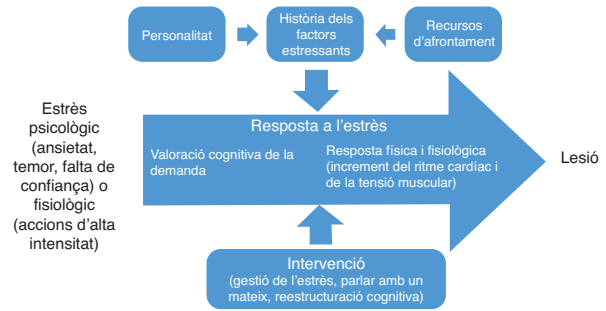 Personalitat
Història dels
factors
estressants
Recursos
d’afrontament
Estrès
psicològic
(ansietat,
temor, falta de
confiança) o
fisiològic
(accions d’alta
intensitat)
Resposta a l’estrès
Valoració cognitiva de la
demanda
Resposta física i fisiològica
(increment del ritme cardíac i
de la tensió muscular)
Lesió
Intervenció
(gestió de l’estrès, parlar amb un
mateix, reestructuració cognitiva)